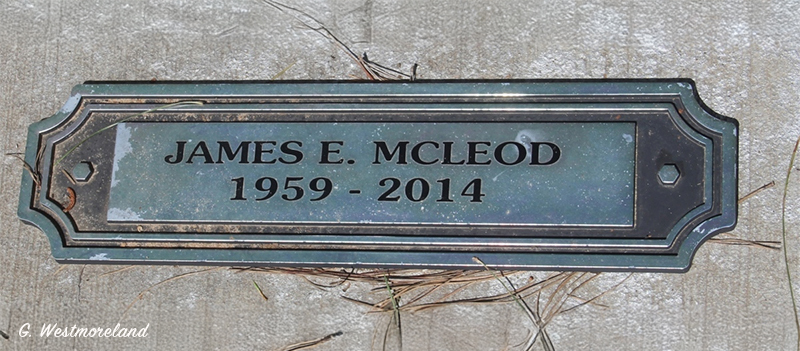 JAMES E. MCLEOD
1959 - 2014
G. Westmoreland